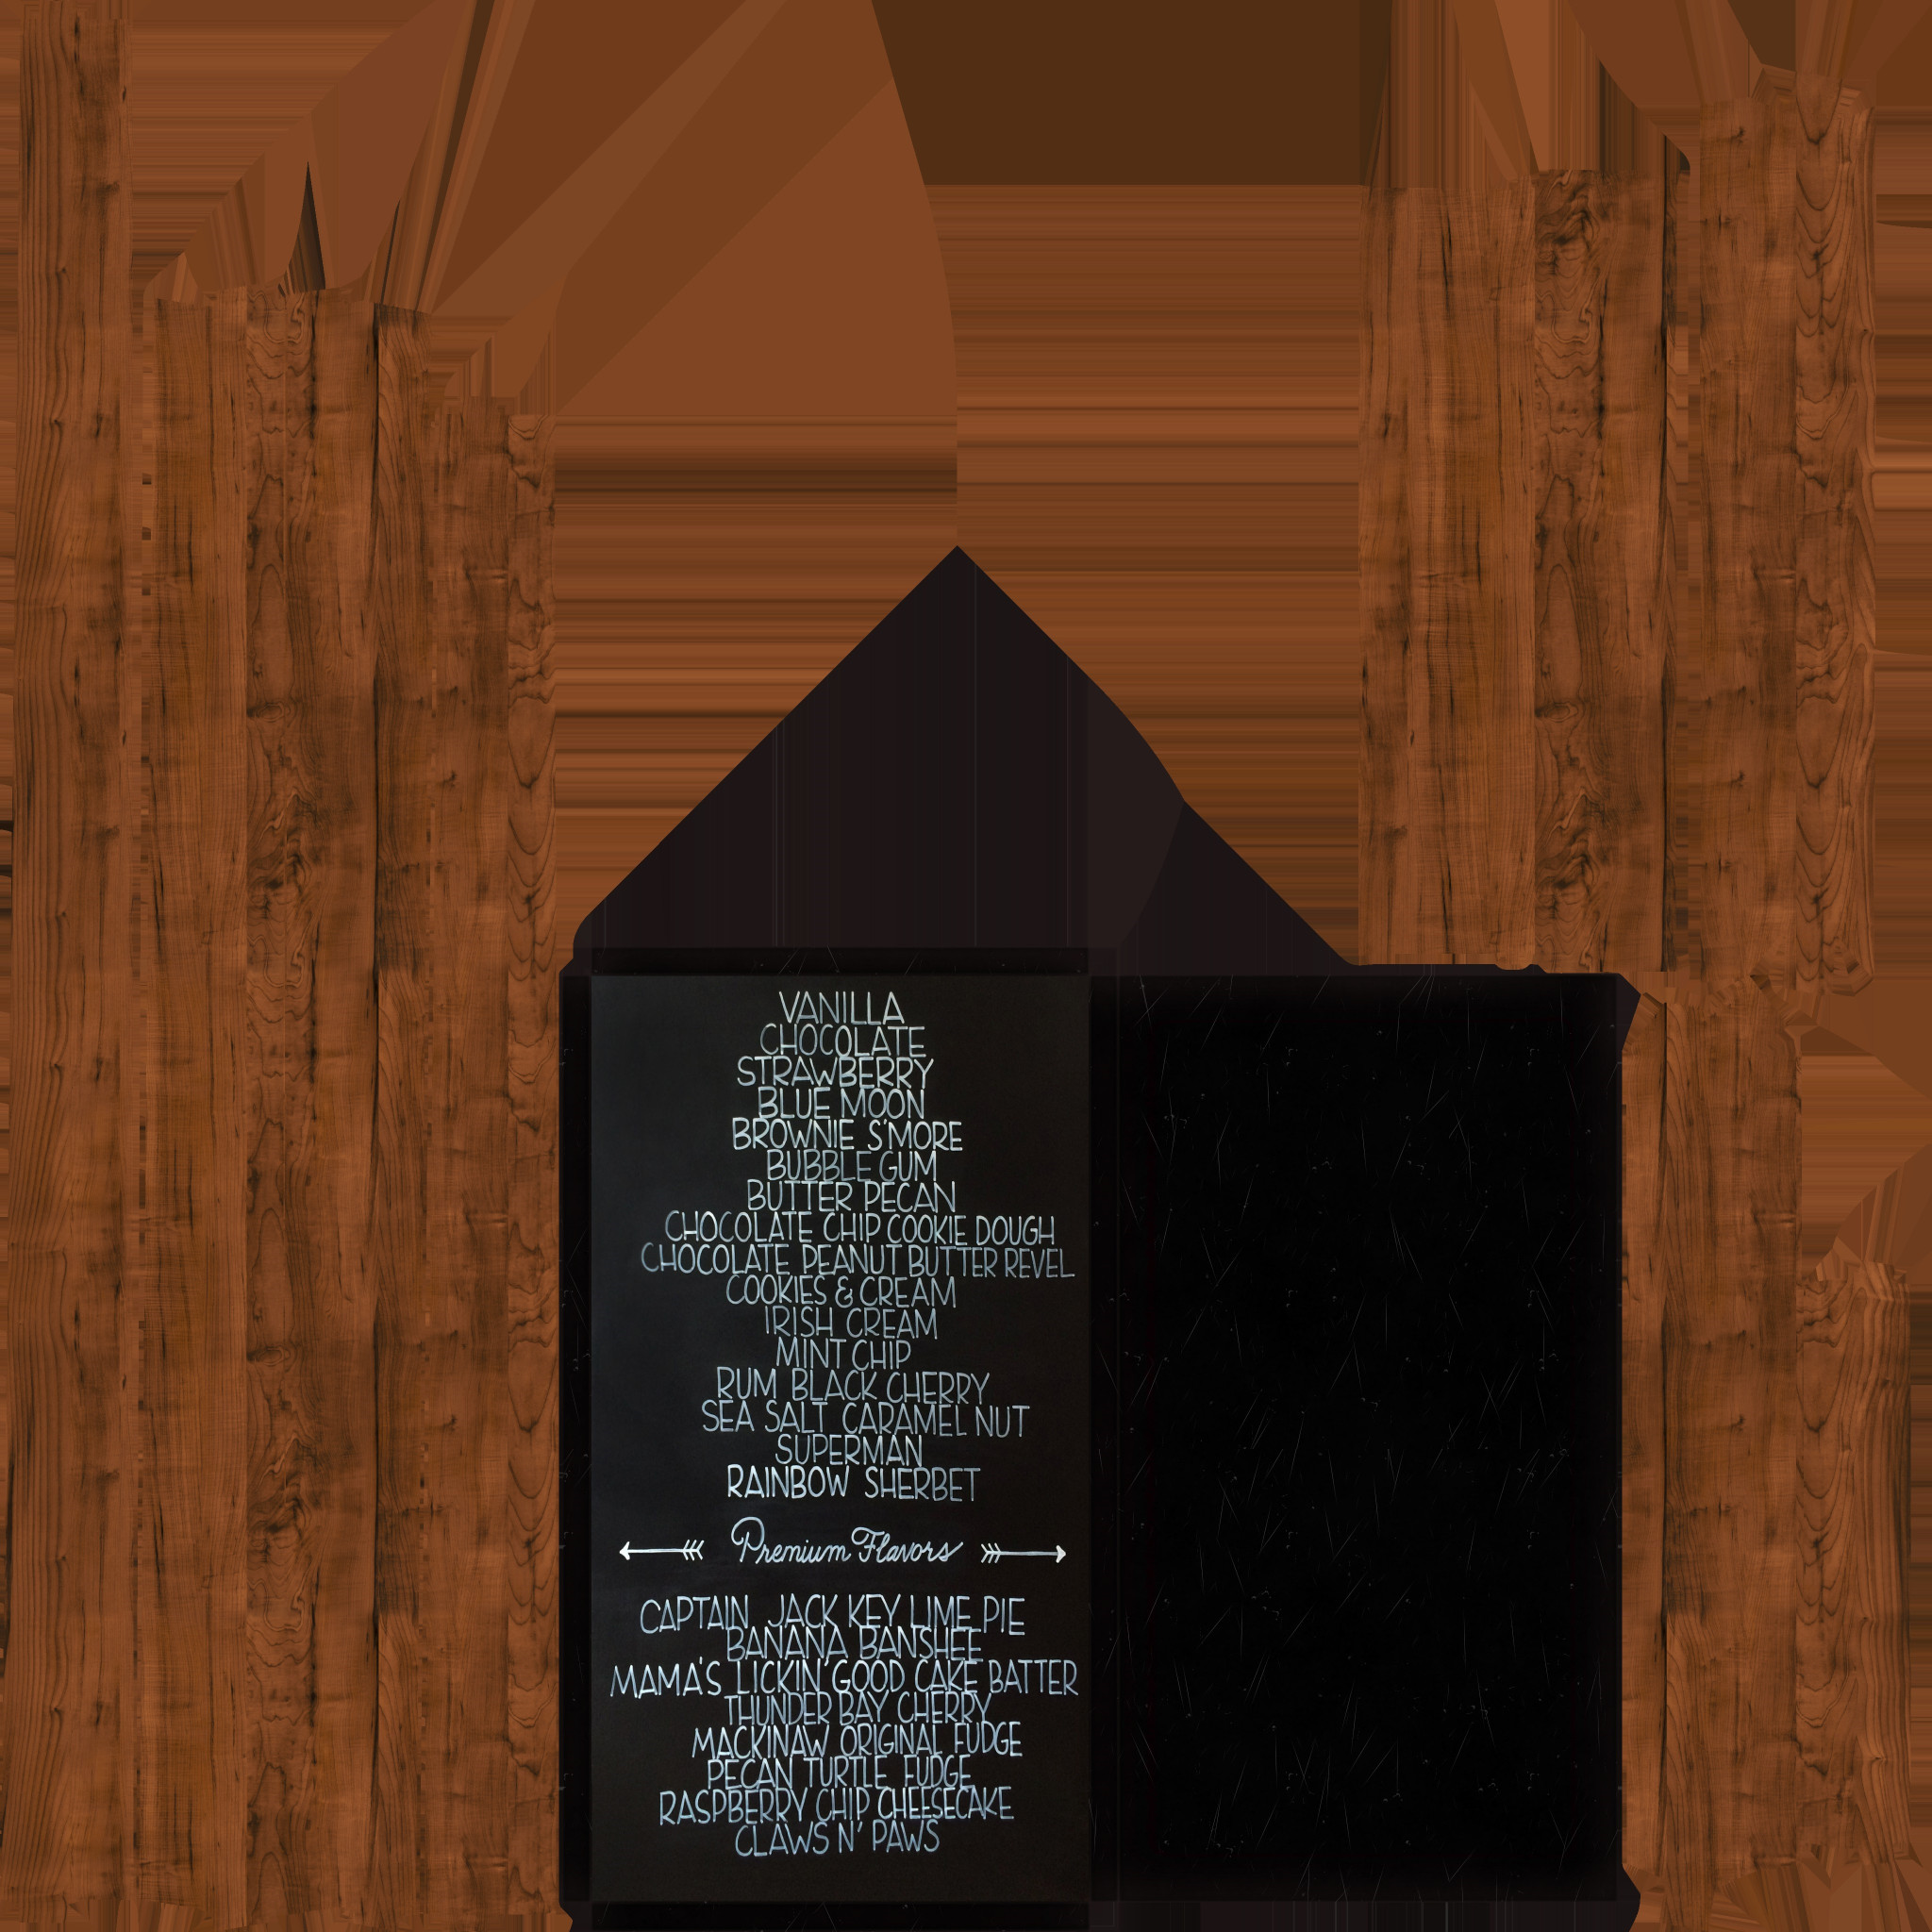 VANILLA
CHOCOLATE
STRAWBERRY
BLUE MOON
BROWNIE S'MORE
BUBBLE GUM
BUTTER PECAN
CHOCOLATE CHIP COOKIE DOUGH
CHOCOLATE PEANUT BUTTER REVEL
COOKIES & CREAM
IRISH CREAM
MINT CHIP
RUM BLACK CHERRY
SEA SALT CARAMEL NUT
SUPERMAN
RAINBOW SHERBET
Premium Flavors
CAPTAIN JACK KEY LIME PIE
BANANA BANSHEE
MAMA'S LICKIN' GOOD CAKE BATTER
THUNDER BAY CHERRY
MACKINAW ORIGINAL FUDGE
PECAN TURTLE FUDGE
RASPBERRY CHIP CHEESECAKE
CLAWS N' PAWS